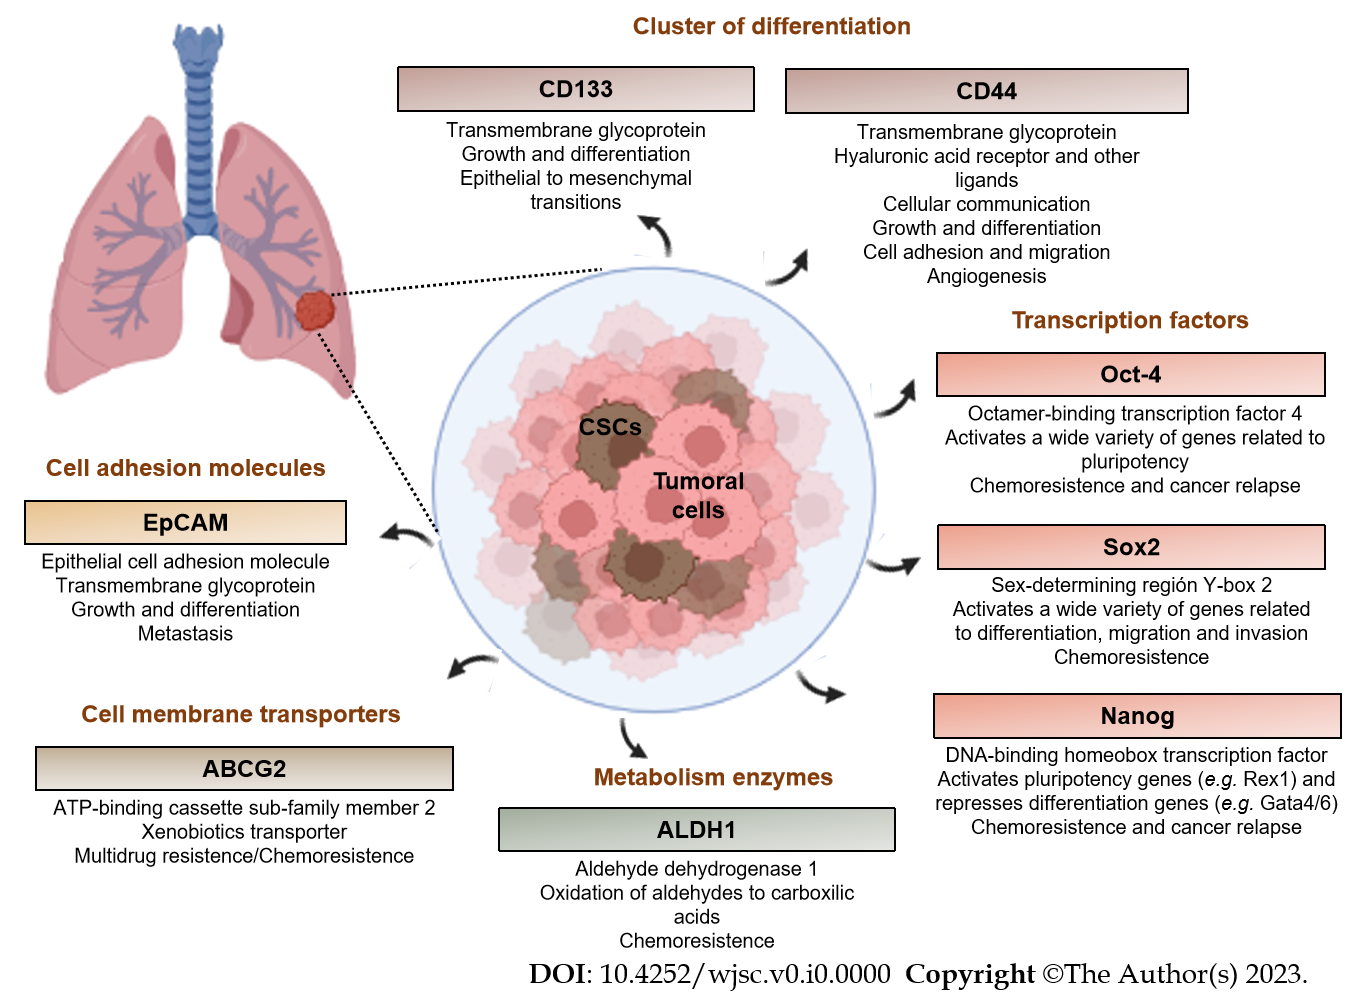 Cluster of differentiation
CD133
Transmembrane glycoprotein
Growth and differentiation
Epithelial to mesenchymal
transitions
CD44
Transmembrane glycoprotein
Hyaluronic acid receptor and other
ligands
Cellular communication
Growth and differentiation
Cell adhesion and migration
Angiogenesis
Transcription factors
Oct-4
Octamer-binding transcription factor 4
Activates a wide variety of genes related to
pluripotency
Chemoresistence and cancer relapse
Sox2
Sex-determining región Y-box 2
Activates a wide variety of genes related
to differentiation, migration and invasion
Chemoresistence
Nanog
DNA-binding homeobox transcription factor
Activates pluripotency genes (e.g. Rex1) and
represses differentiation genes (e.g. Gata4/6)
Chemoresistence and cancer relapse
CSCs
Tumoral
cells
Cell adhesion molecules
EpCAM
Epithelial cell adhesion molecule
Transmembrane glycoprotein
Growth and differentiation
Metastasis
Cell membrane transporters
ABCG2
ATP-binding cassette sub-family member 2
Xenobiotics transporter
Multidrug resistence/Chemoresistence
Metabolism enzymes
ALDH1
Aldehyde dehydrogenase 1
Oxidation of aldehydes to carboxilic
acids
Chemoresistence
DOI: 10.4252/wjsc.v0.i0.0000 Copyright ©The Author(s) 2023.